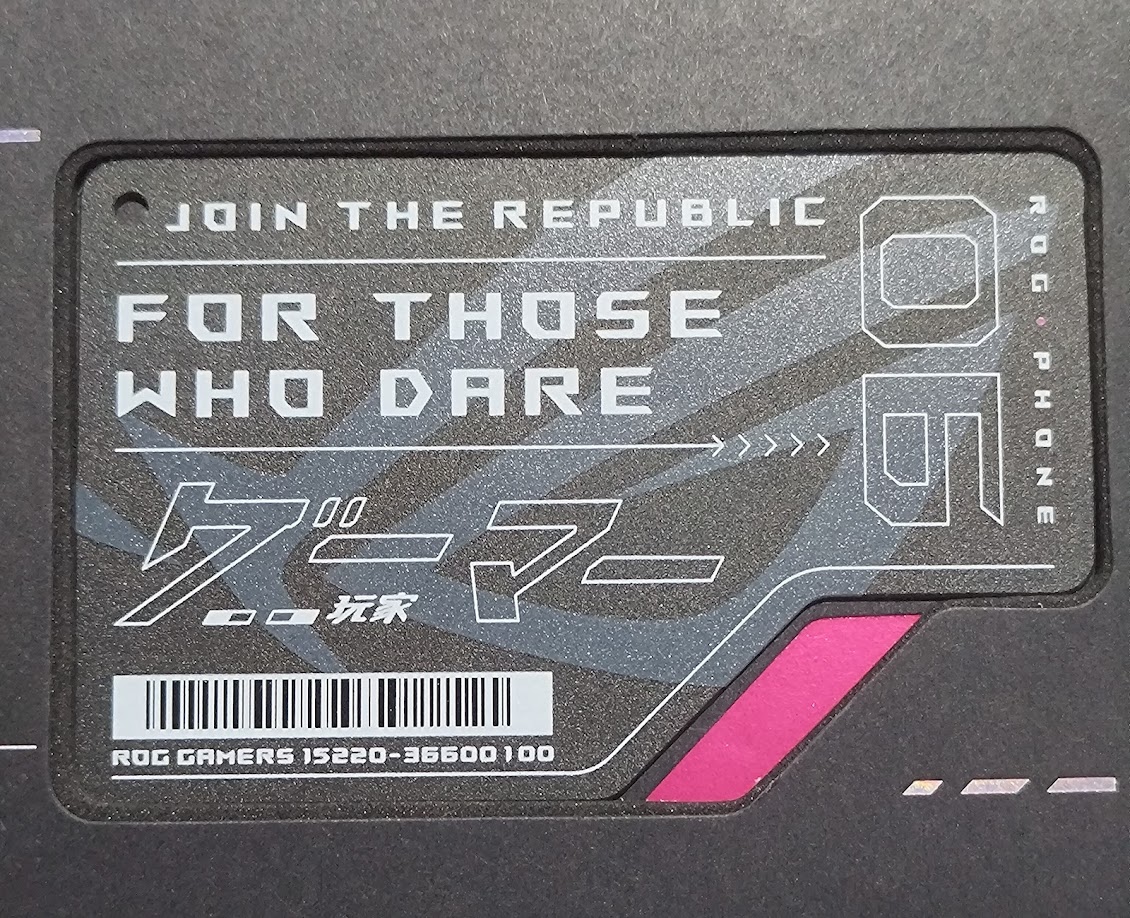 JOIN THE REPUBLIC
FOR THOSE
WHO DARE
ゲーマー
玩家
ROG GAMERS 15220-36600100
06
ROG PHONE